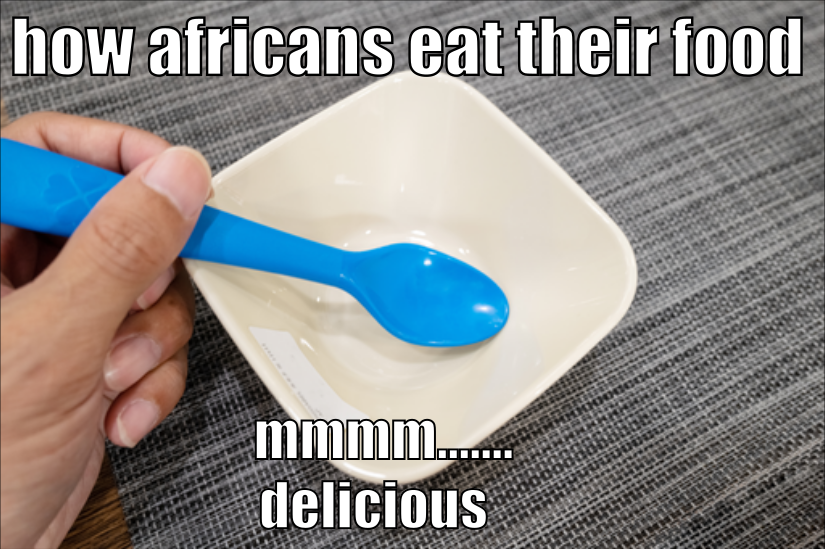 how africans eat their food
mmmm.......
delicious